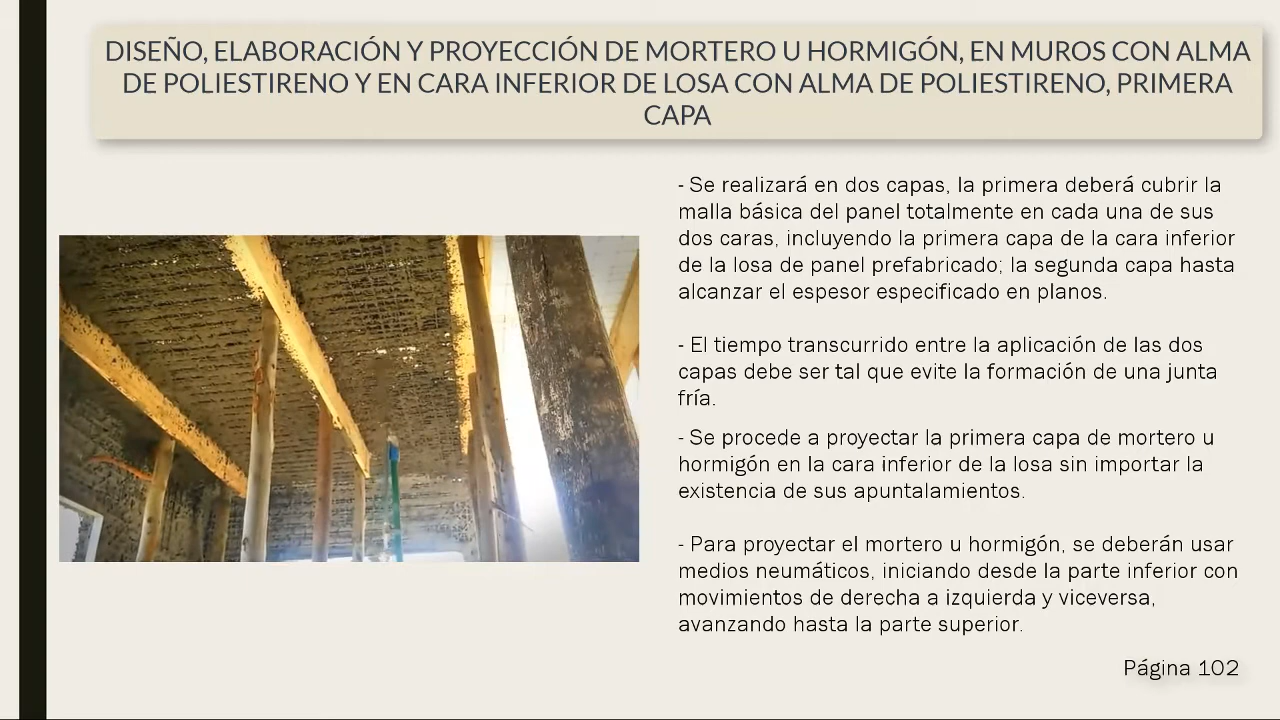 DISEÑO, ELABORACIÓN Y PROYECCIÓN DE MORTERO U HORMIGÓN, EN MUROS CON ALMA
DE POLIESTIRENO Y EN CARA INFERIOR DE LOSA CON ALMA DE POLIESTIRENO, PRIMERA
CAPA
- Se realizará en dos capas, la primera deberá cubrir la
malla básica del panel totalmente en cada una de sus
dos caras, incluyendo la primera capa de la cara inferior
de la losa de panel prefabricado; la segunda capa hasta
alcanzar el espesor especificado en planos.
- El tiempo transcurrido entre la aplicación de las dos
capas debe ser tal que evite la formación de una junta
fría.
- Se procede a proyectar la primera capa de mortero u
hormigón en la cara inferior de la losa sin importar la
existencia de sus apuntalamientos.
- Para proyectar el mortero u hormigón, se deberán usar
medios neumáticos, iniciando desde la parte inferior con
movimientos de derecha a izquierda y viceversa,
avanzando hasta la parte superior.
Página 102